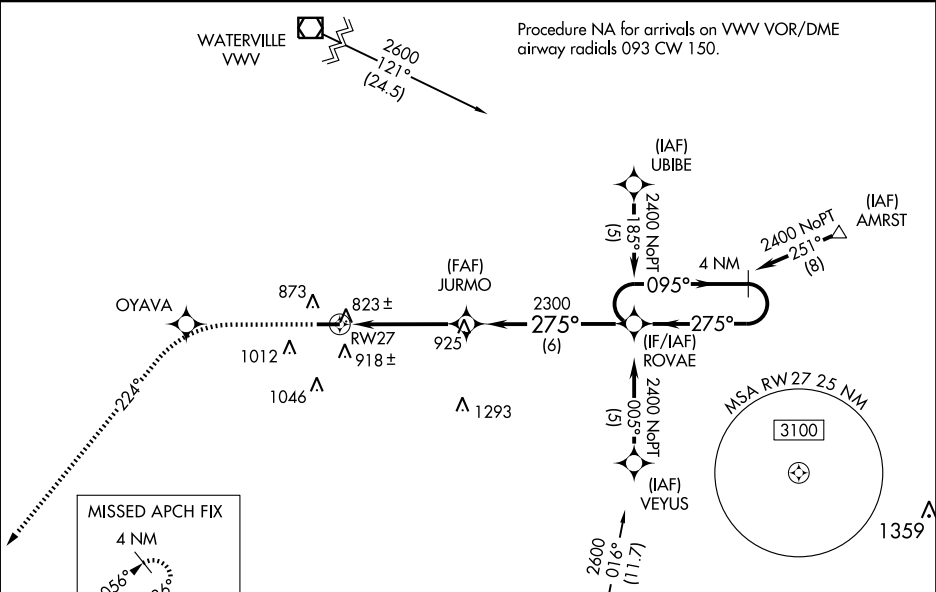 WATERVILLE
VWV
2600
121°
(24.5)
Procedure NA for arrivals on VWV VOR/DME
airway radials 093 CW 150.
(IAF)
UBIBE
2400 NoPT
185°
(5)
(IAF)
AMRST
2400 NoPT
251°
(8)
4 NM
095°
275°
(IF/IAF)
ROVAE
(FAF)
JURMO
2300
275°
(6)
925
OYAVA
873
823±
RW27
918±
1012
1046
1293
224°
2400 NoPT
005°
(5)
(IAF)
VEYUS
2600
016°
(11.7)
MSA RW27 25 NM
3100
1359
MISSED APCH FIX
4 NM
056°